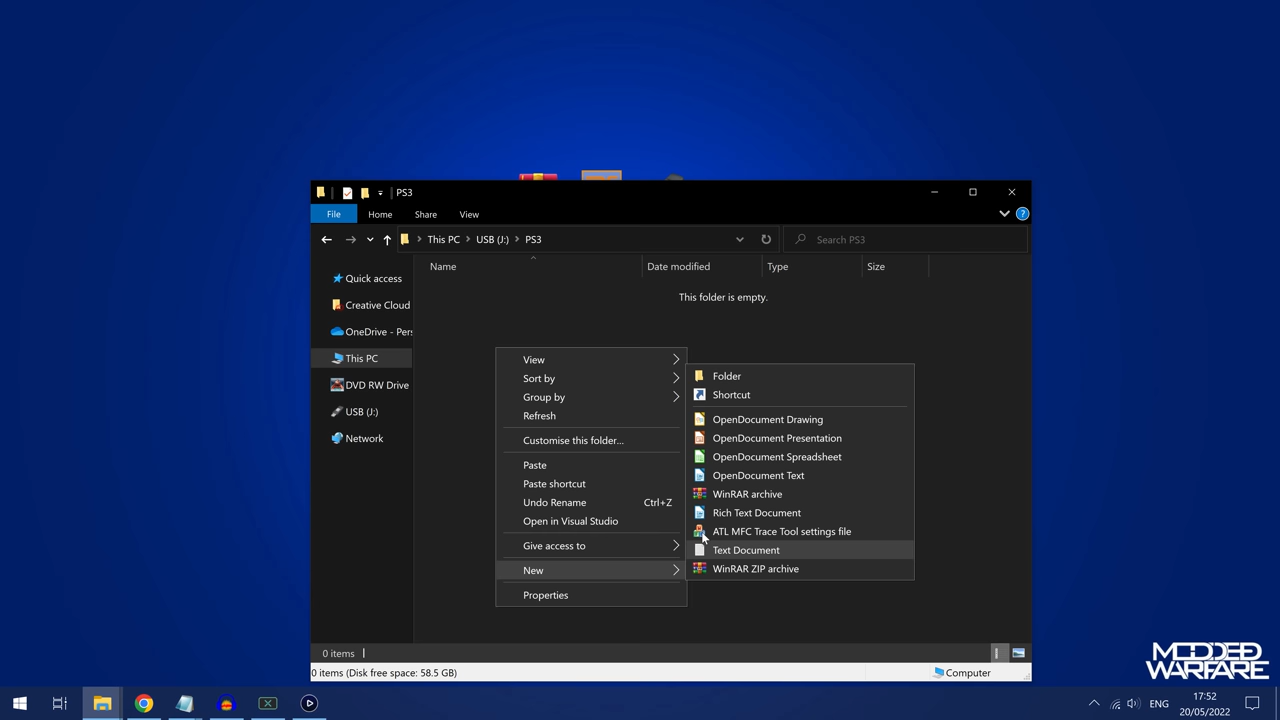 PS3
File
Home
Share
View
This PC
USB (J:)
PS3
Search PS3
Name
Date modified
Type
Size
Quick access
Creative Cloud
OneDrive - Pers
This PC
DVD RW Drive
USB (J:)
Network
This folder is empty.
View
Sort by
Group by
Refresh
Customise this folder...
Paste
Paste shortcut
Undo Rename Ctrl+Z
Open in Visual Studio
Give access to
New
Properties
Folder
Shortcut
OpenDocument Drawing
OpenDocument Presentation
OpenDocument Spreadsheet
OpenDocument Text
WinRAR archive
Rich Text Document
ATL MFC Trace Tool settings file
Text Document
WinRAR ZIP archive
0 items
0 items (Disk free space: 58.5 GB)
Computer
MODDED
WARFARE
ENG
17:52
20/05/2022